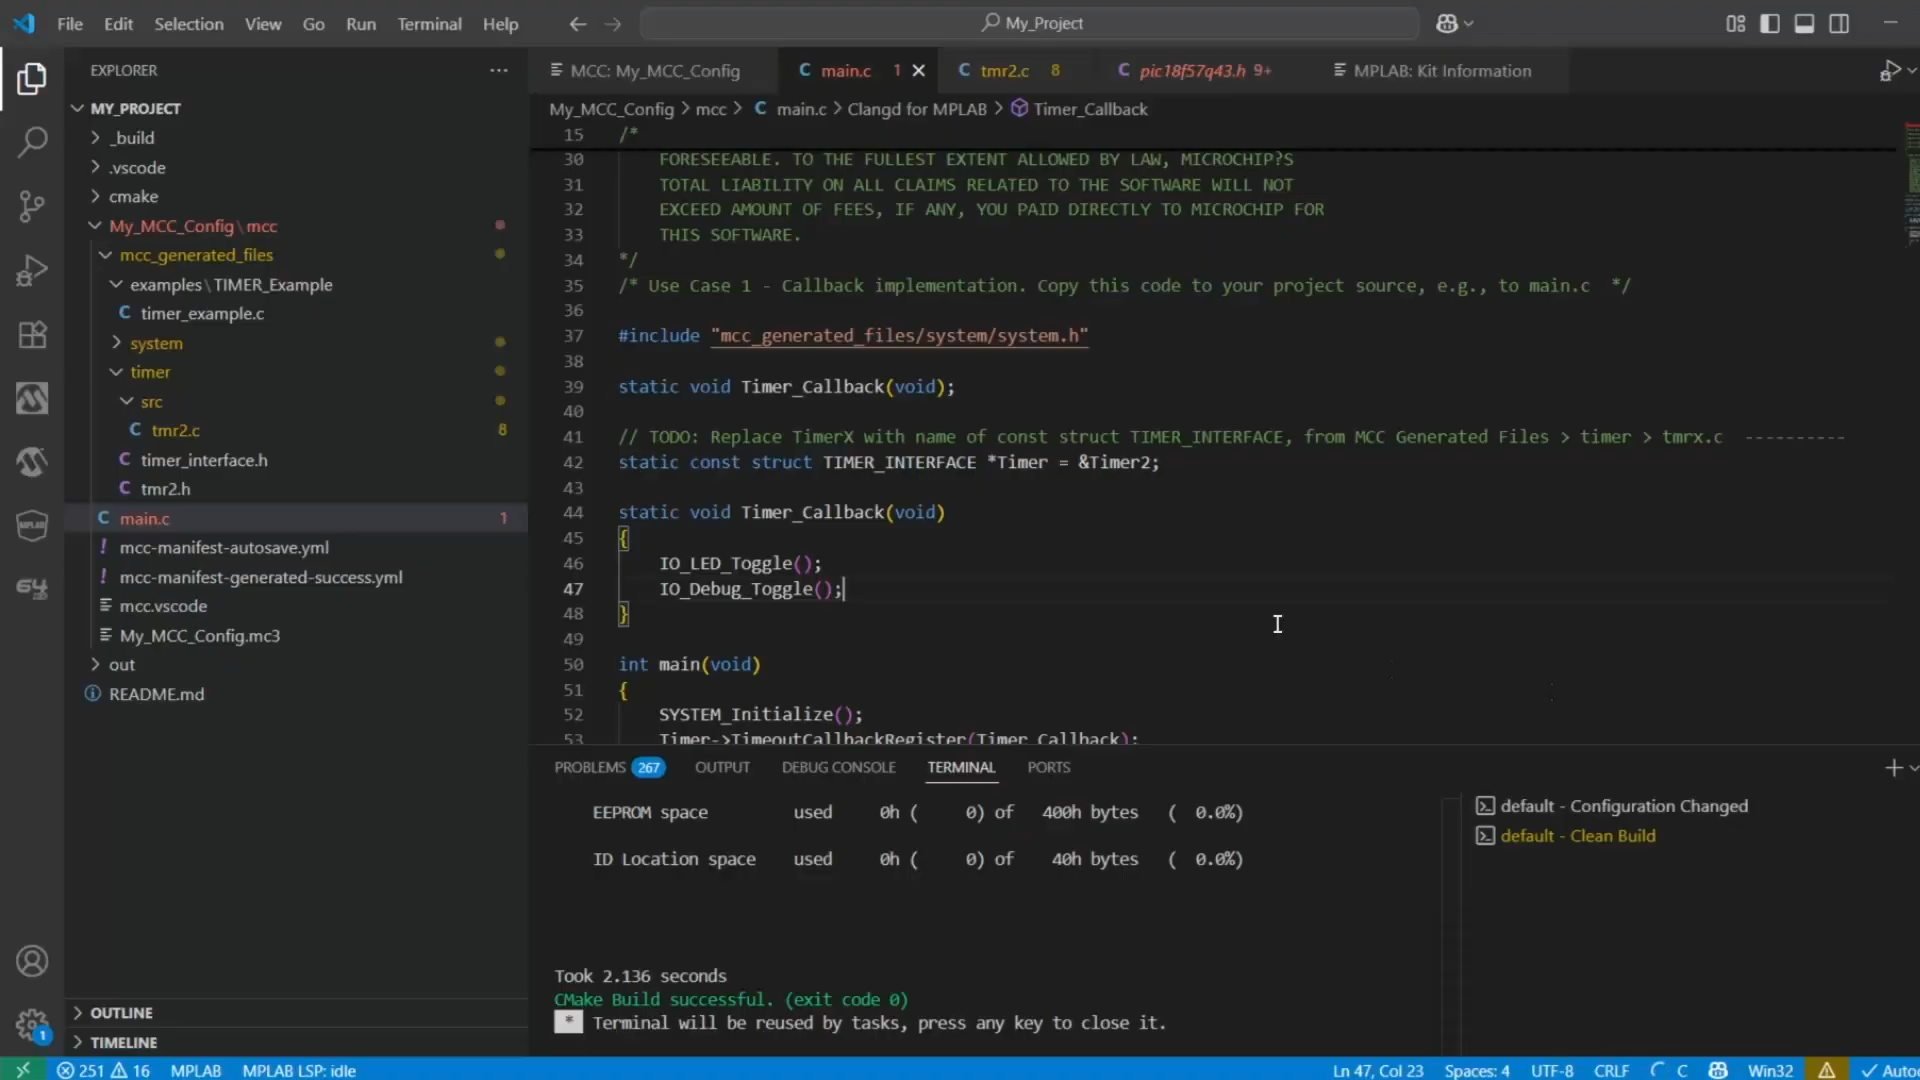 File Edit Selection View Go Run Terminal Help
My_Project
EXPLORER
MY_PROJECT
_build
.vscode
cmake
My_MCC_Config\mcc
mcc_generated_files
examples\TIMER_Example
C timer_example.c
system
timer
src
C tmr2.c 8
C timer_interface.h
C tmr2.h
C main.c 1
! mcc-manifest-autosave.yml
! mcc-manifest-generated-success.yml
mcc.vscode
My_MCC_Config.mc3
out
README.md
OUTLINE
TIMELINE
MPLAB
64
1
MCC: My_MCC_Config C main.c 1 C tmr2.c 8 C pic18f57q43.h 9+ MPLAB: Kit Information
My_MCC_Config > mcc > C main.c > Clangd for MPLAB > Timer_Callback
15 /*
30 FORESEEABLE. TO THE FULLEST EXTENT ALLOWED BY LAW, MICROCHIP?S
31 TOTAL LIABILITY ON ALL CLAIMS RELATED TO THE SOFTWARE WILL NOT
32 EXCEED AMOUNT OF FEES, IF ANY, YOU PAID DIRECTLY TO MICROCHIP FOR
33 THIS SOFTWARE.
34 */
35 /* Use Case 1 - Callback implementation. Copy this code to your project source, e.g., to main.c */
36
37 #include "mcc_generated_files/system/system.h"
38
39 static void Timer_Callback(void);
40
41 // TODO: Replace TimerX with name of const struct TIMER_INTERFACE, from MCC Generated Files > timer > tmrx.c ----------
42 static const struct TIMER_INTERFACE *Timer = &Timer2;
43
44 static void Timer_Callback(void)
45 {
46 IO_LED_Toggle();
47 IO_Debug_Toggle();
48 }
49
50 int main(void)
51 {
52 SYSTEM_Initialize();
53 Timer->TimeoutCallbackRegister(Timer_Callback);
PROBLEMS 267 OUTPUT DEBUG CONSOLE TERMINAL PORTS
EEPROM space used 0h ( 0) of 400h bytes ( 0.0%)
ID Location space used 0h ( 0) of 40h bytes ( 0.0%)
Took 2.136 seconds
CMake Build successful. (exit code 0)
* Terminal will be reused by tasks, press any key to close it.
default - Configuration Changed
default - Clean Build
251 16 MPLAB MPLAB LSP: idle Ln 47, Col 23 Spaces: 4 UTF-8 CRLF C Win32